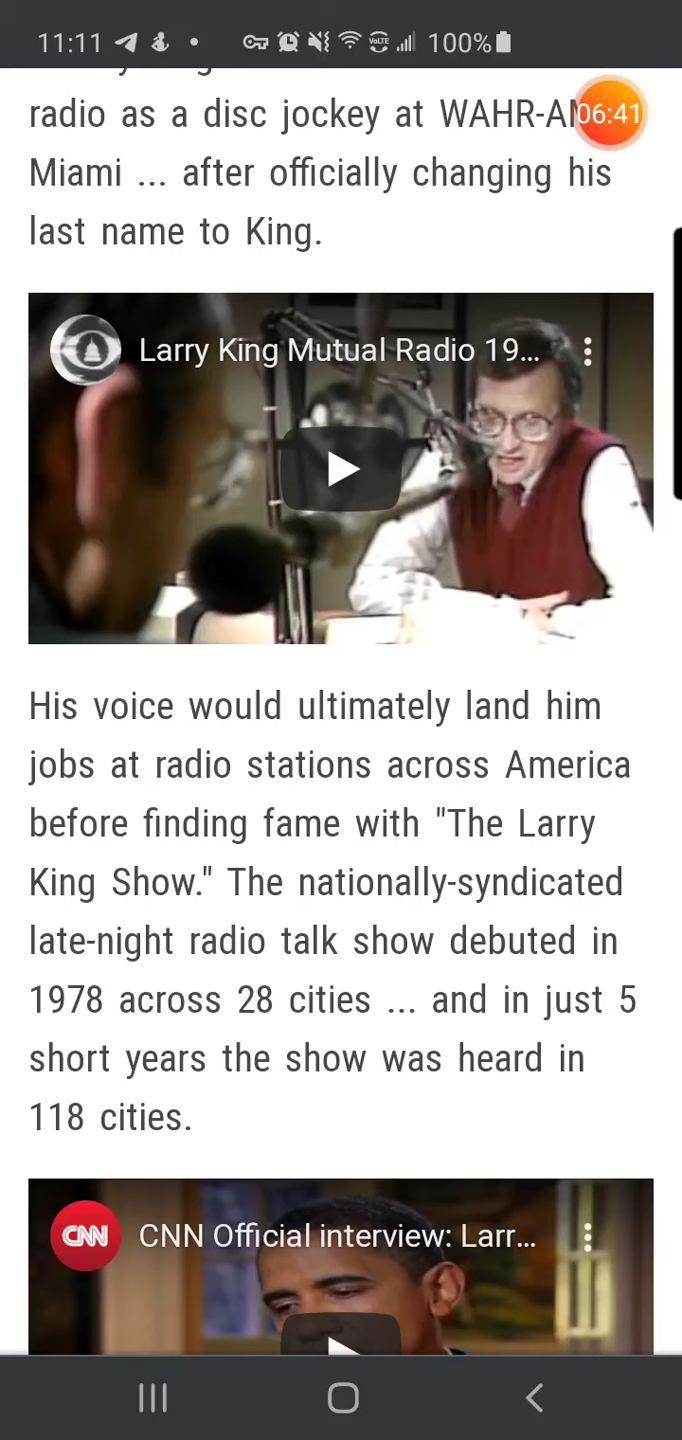 11:11 VoLTE 100%
radio as a disc jockey at WAHR-AM
06:41
Miami ... after officially changing his
last name to King.
Larry King Mutual Radio 19...
His voice would ultimately land him
jobs at radio stations across America
before finding fame with "The Larry
King Show." The nationally-syndicated
late-night radio talk show debuted in
1978 across 28 cities ... and in just 5
short years the show was heard in
118 cities.
CNN CNN Official interview: Larr...